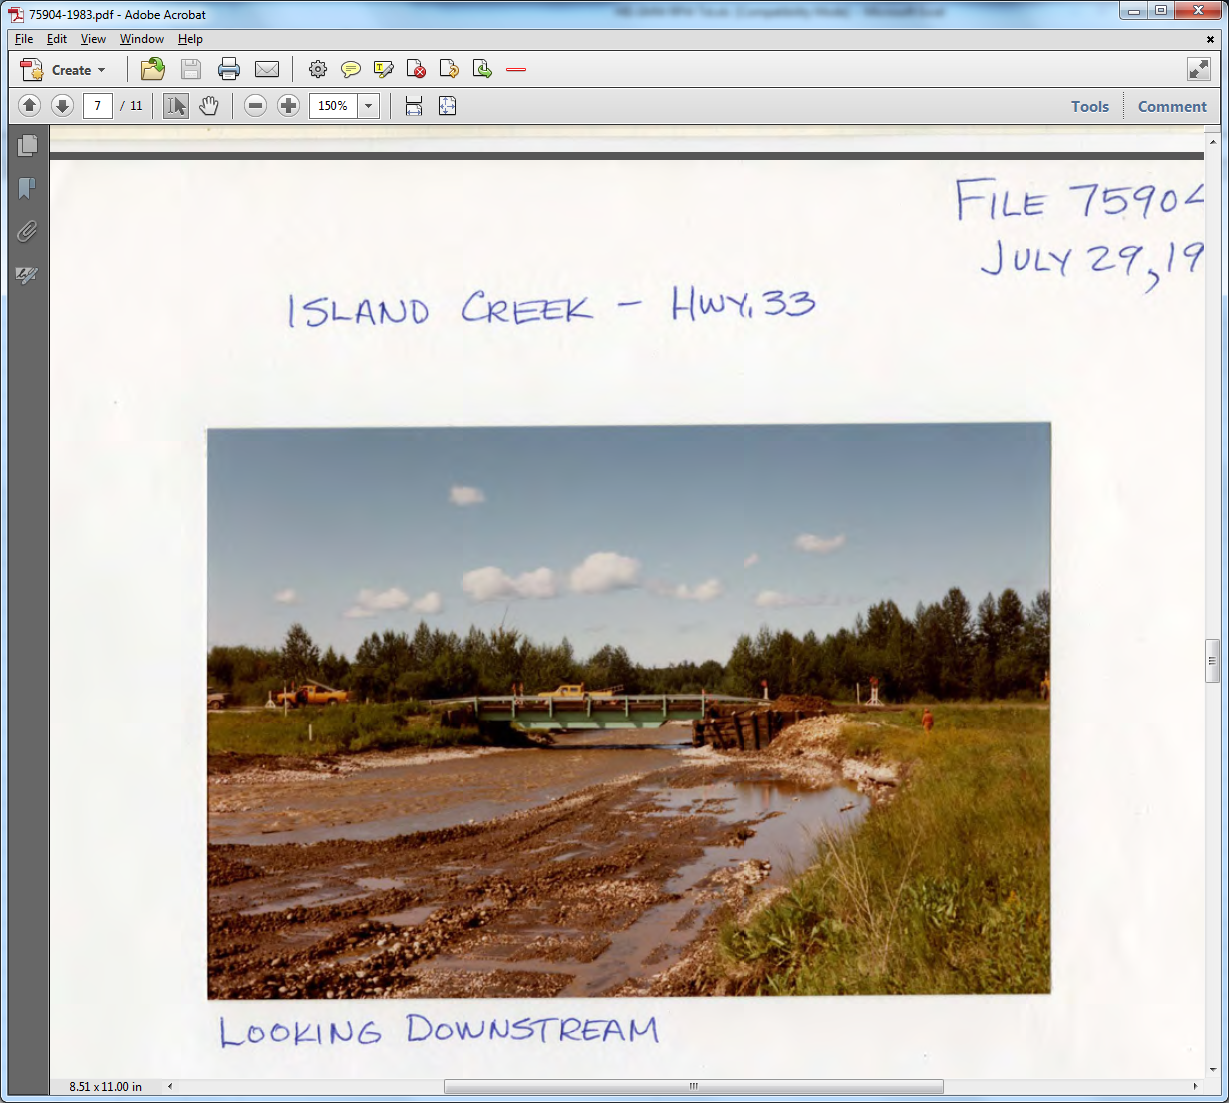 75904-1983.pdf - Adobe Acrobat
File Edit View Window Help
Create
7 / 11 150% Tools Comment
FILE 75904
JULY 29, 19
ISLAND CREEK - HWY. 33
LOOKING DOWNSTREAM
8.51 x 11.00 in